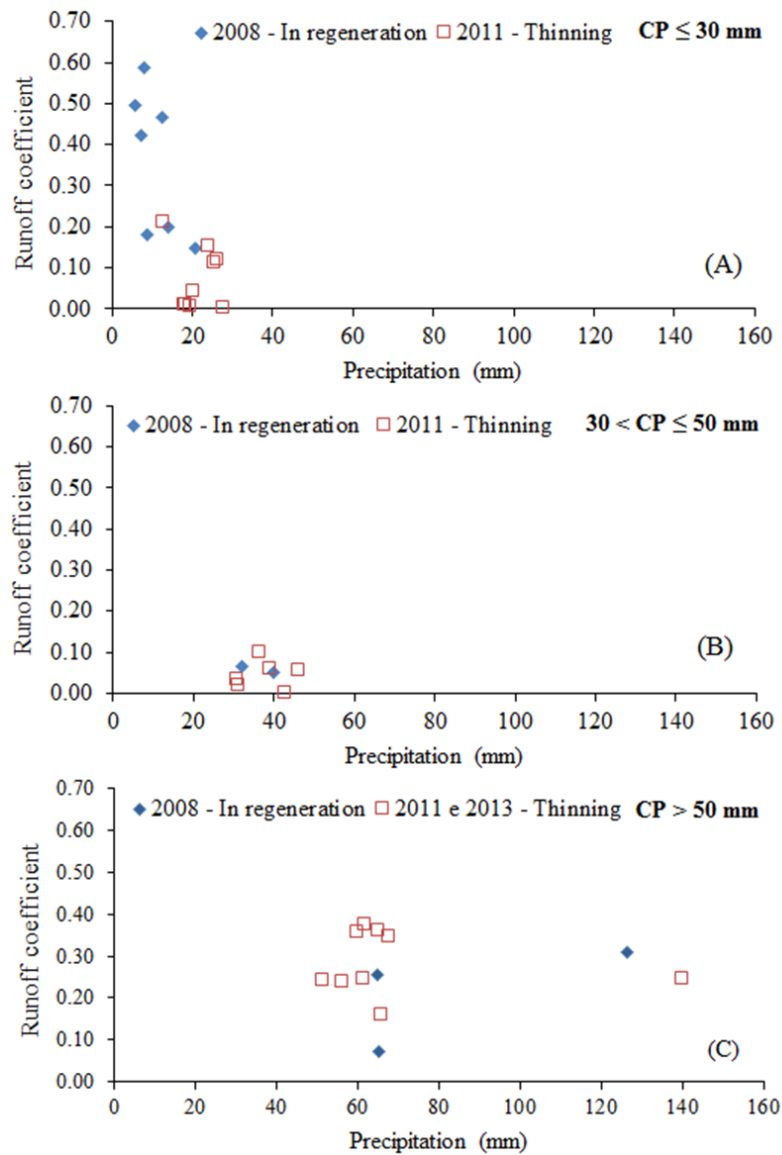 2008 - In regeneration 2011 - Thinning CP ≤ 30 mm
0.70
0.60
0.50
0.40
0.30
0.20
0.10
0.00
Runoff coefficient
(A)
0 20 40 60 80 100 120 140 160
Precipitation (mm)
2008 - In regeneration 2011 - Thinning 30 < CP ≤ 50 mm
0.70
0.60
0.50
0.40
0.30
0.20
0.10
0.00
Runoff coefficient
(B)
0 20 40 60 80 100 120 140 160
Precipitation (mm)
2008 - In regeneration 2011 e 2013 - Thinning CP > 50 mm
0.70
0.60
0.50
0.40
0.30
0.20
0.10
0.00
Runoff coefficient
(C)
0 20 40 60 80 100 120 140 160
Precipitation (mm)